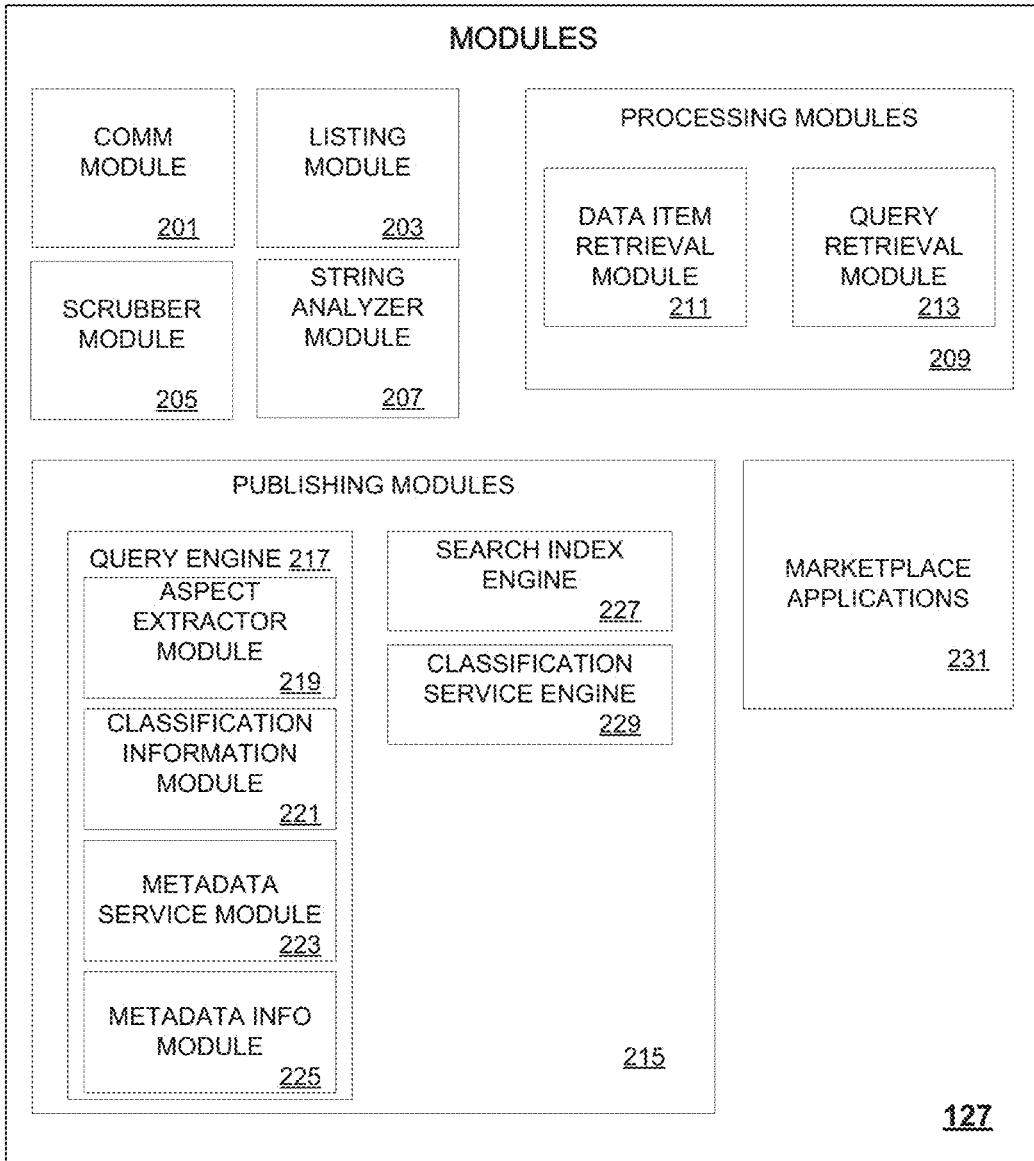 MODULES
COMM
MODULE
201
LISTING
MODULE
203
SCRUBBER
MODULE
205
STRING
ANALYZER
MODULE
207
PROCESSING MODULES
DATA ITEM
RETRIEVAL
MODULE
211
QUERY
RETRIEVAL
MODULE
213
209
PUBLISHING MODULES
QUERY ENGINE 217
ASPECT
EXTRACTOR
MODULE
219
CLASSIFICATION
INFORMATION
MODULE
221
METADATA
SERVICE MODULE
223
METADATA INFO
MODULE
225
SEARCH INDEX
ENGINE
227
CLASSIFICATION
SERVICE ENGINE
229
215
MARKETPLACE
APPLICATIONS
231
127